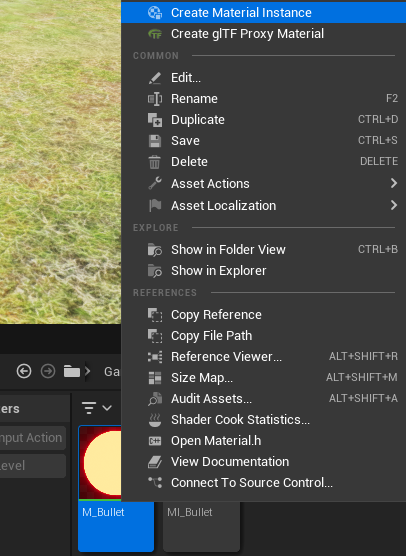 Create Material Instance
Create glTF Proxy Material
COMMON
Edit...
Rename F2
Duplicate CTRL+D
Save CTRL+S
Delete DELETE
Asset Actions
Asset Localization
EXPLORE
Show in Folder View CTRL+B
Show in Explorer
REFERENCES
Copy Reference
Copy File Path
Reference Viewer... ALT+SHIFT+R
Size Map... ALT+SHIFT+M
Audit Assets... ALT+SHIFT+A
Shader Cook Statistics...
Open Material.h
View Documentation
Connect To Source Control...
Ga
ers
nput Action
evel
M_Bullet
MI_Bullet